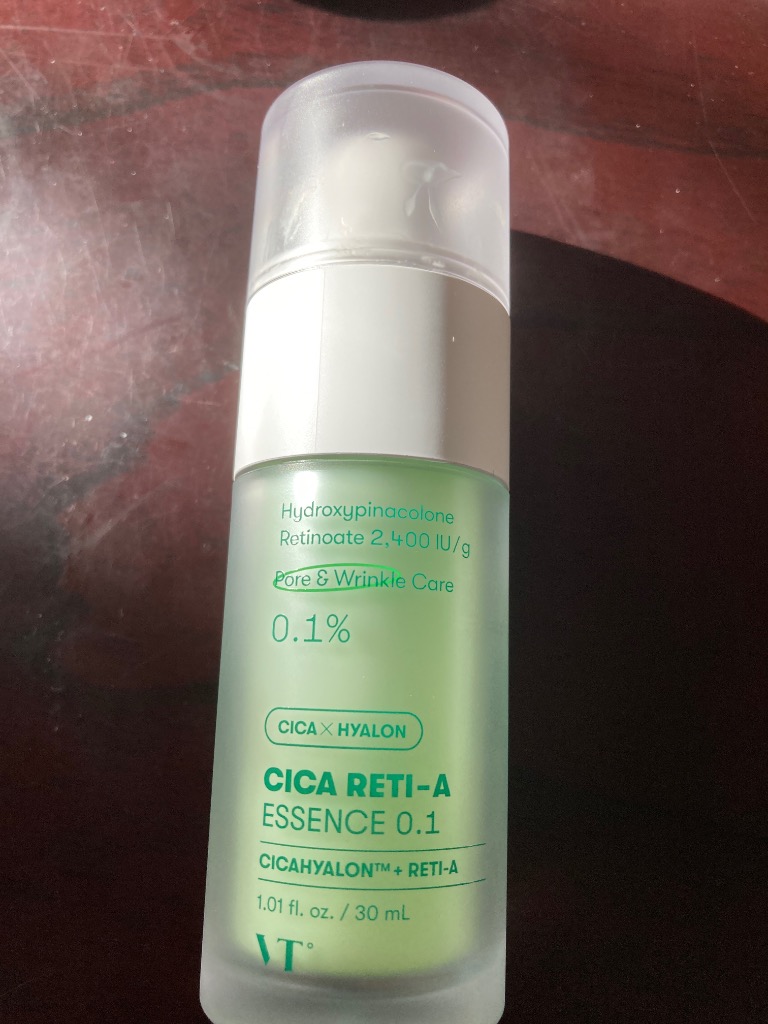 Hydroxypinacolone
Retinoate 2,400 IU/g
Pore & Wrinkle Care
0.1%
CICA×HYALON
CICA RETI-A
ESSENCE 0.1
CICAHYALON™+ RETI-A
1.01 fl. oz. / 30 mL
VT°